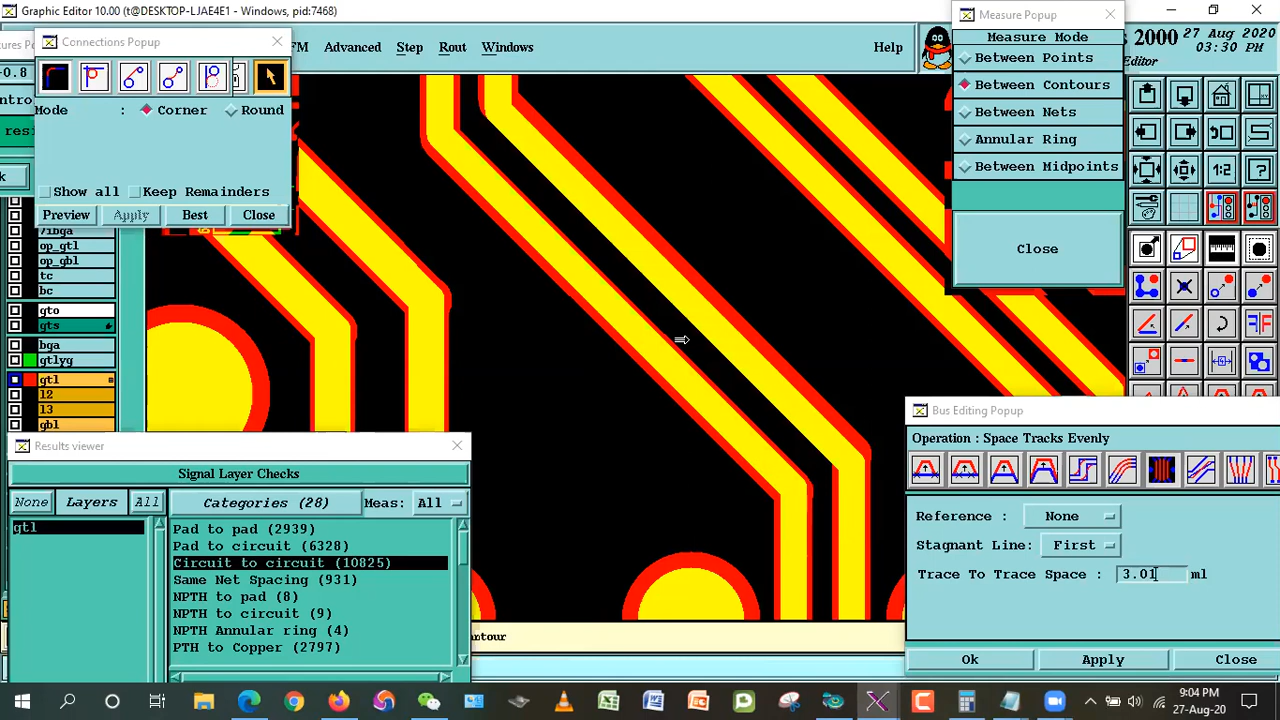 Graphic Editor 10.00 (t@DESKTOP-LJAE4E1 - Windows, pid:7468)
Connections Popup
Mode : Corner Round
Show all Keep Remainders
Preview Apply Best Close
Advanced Step Rout Windows Help
Measure Popup
Measure Mode
Between Points
Between Contours
Between Nets
Annular Ring
Between Midpoints
Close
2000 27 Aug 2020
03:30 PM
Editor
1:2
op_gtl
op_gbl
tc
bc
gto
gts
bga
gtlyg
gtl
l2
l3
gbl
Results viewer
Signal Layer Checks
None Layers All Categories (28) Meas: All
gtl
Pad to pad (2939)
Pad to circuit (6328)
Circuit to circuit (10825)
Same Net Spacing (931)
NPTH to pad (8)
NPTH to circuit (9)
NPTH Annular ring (4)
PTH to Copper (2797)
Bus Editing Popup
Operation : Space Tracks Evenly
Reference : None
Stagnant Line: First
Trace To Trace Space : 3.01 ml
Ok Apply Close
9:04 PM
27-Aug-20